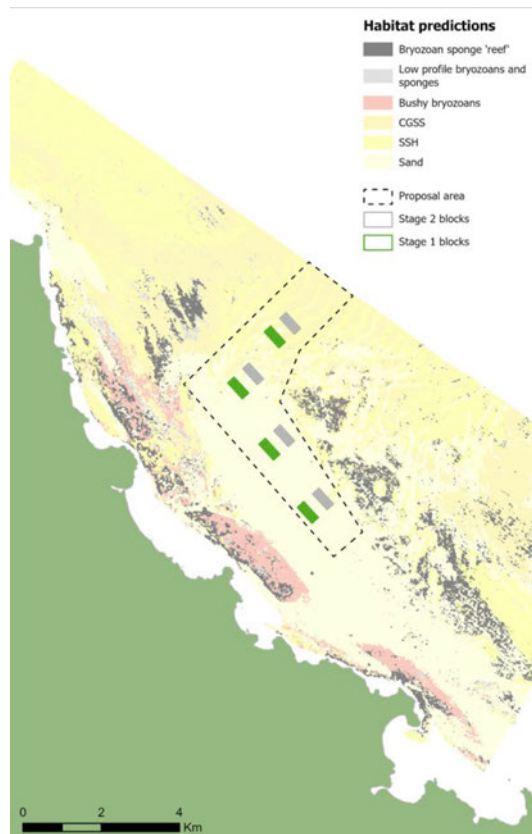 Habitat predictions
Bryozoan sponge 'reef'
Low profile bryozoans and
sponges
Bushy bryozoans
CGSS
SSH
Sand
Proposal area
Stage 2 blocks
Stage 1 blocks
0 2 4
Km